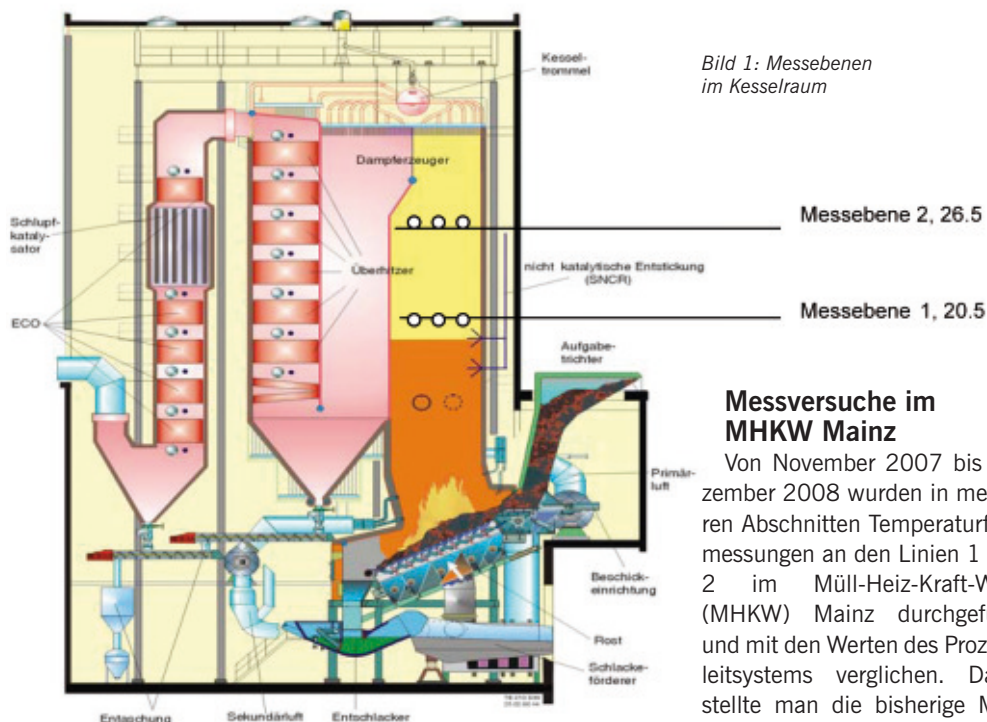 Kessel-
trommel
Bild 1: Messebenen
im Kesselraum
Dampferzeuger
Schlupf-
kataly-
sator
Messebene 2, 26.5
Überhitzer
nicht katalytische Entstickung
(SNCR)
ECO
Messebene 1, 20.5
Aufgabe-
trichter
Primär-
luft
Beschick-
einrichtung
Rost
Schlacke-
förderer
Entaschung
Sekundärluft
Entschlacker
Messversuche im
MHKW Mainz
Von November 2007 bis
zember 2008 wurden in me
ren Abschnitten Temperaturf
messungen an den Linien 1
2 im Müll-Heiz-Kraft-W
(MHKW) Mainz durchgef
und mit den Werten des Proz
leitsystems verglichen. Da
stellte man die bisherige M